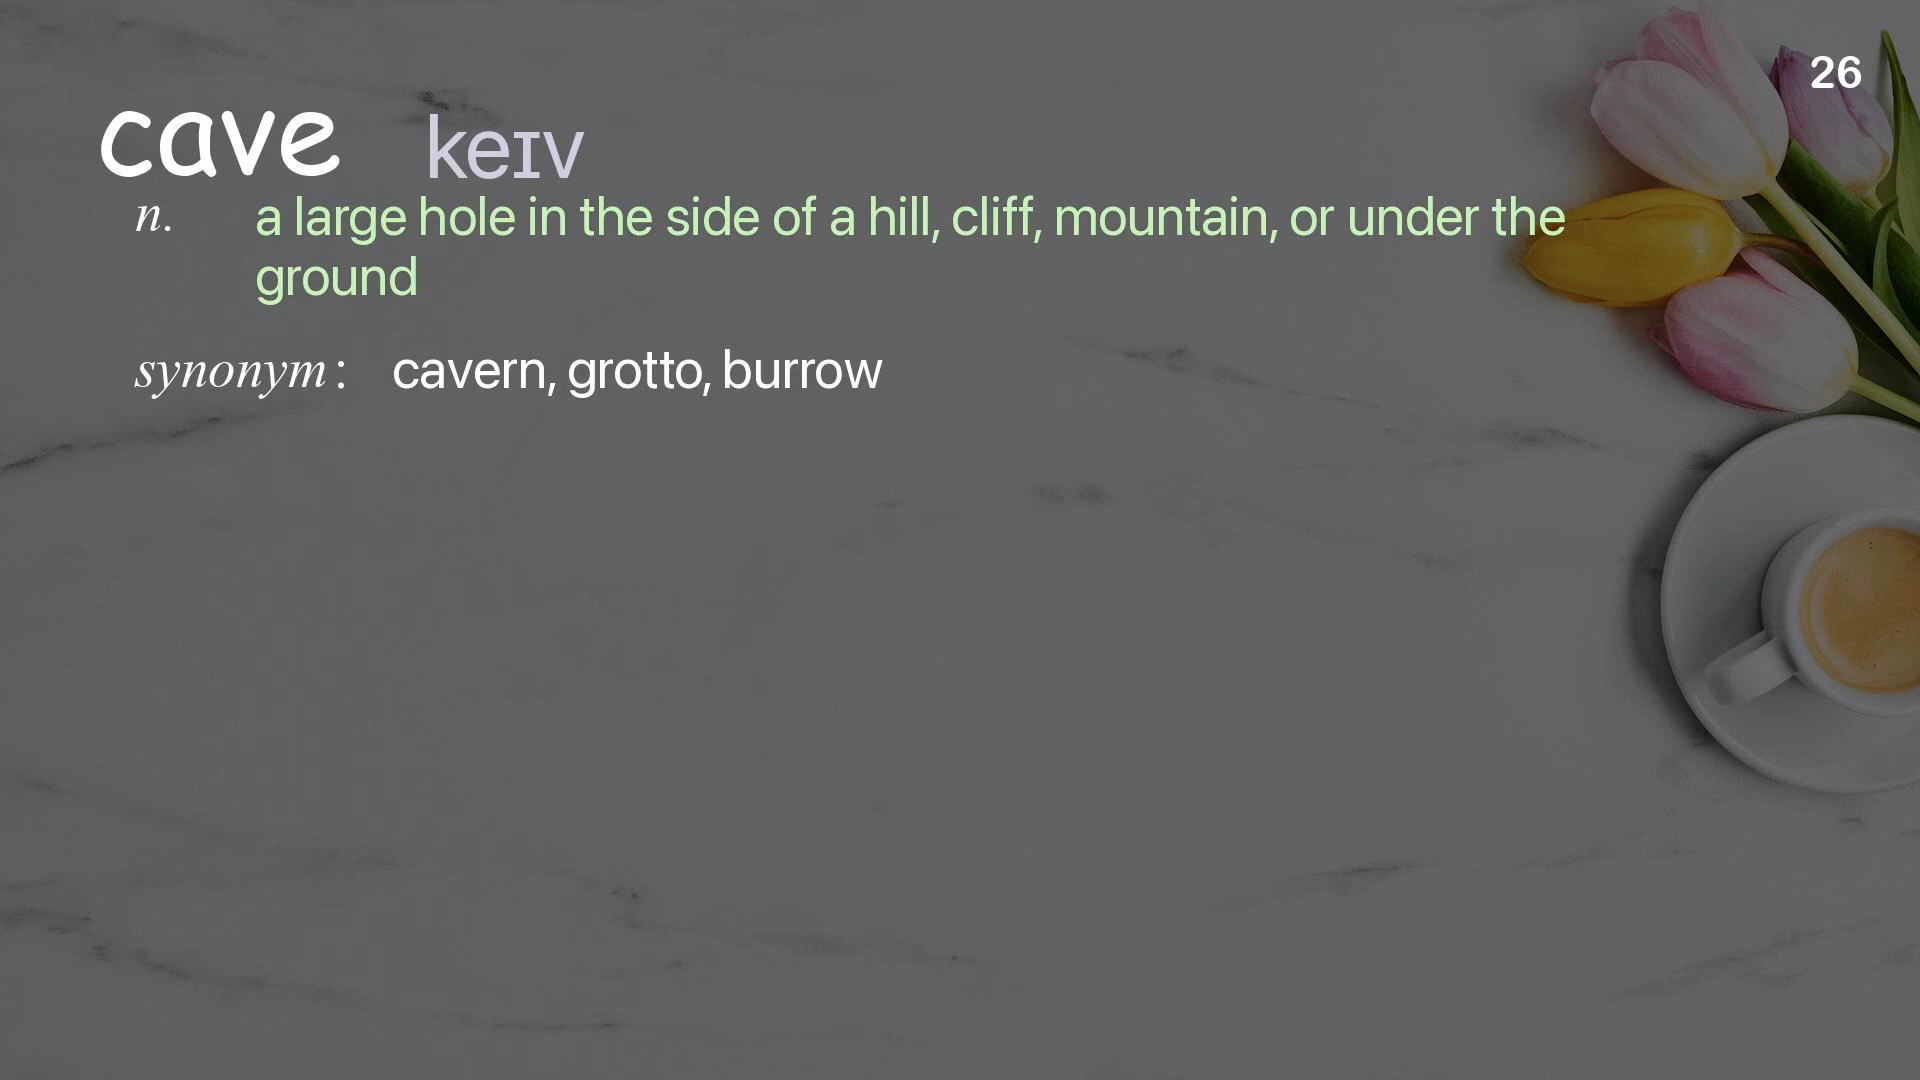 26
cave keɪv
n. a large hole in the side of a hill, cliff, mountain, or under the
ground
synonym : cavern, grotto, burrow